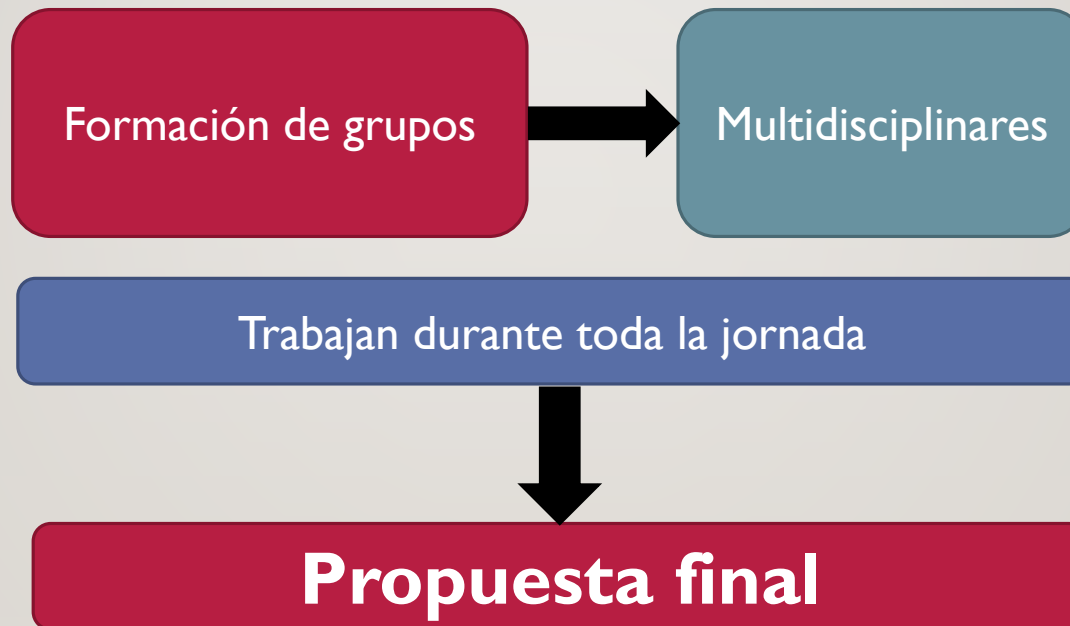 Formación de grupos
Multidisciplinares
Trabajan durante toda la jornada
Propuesta final